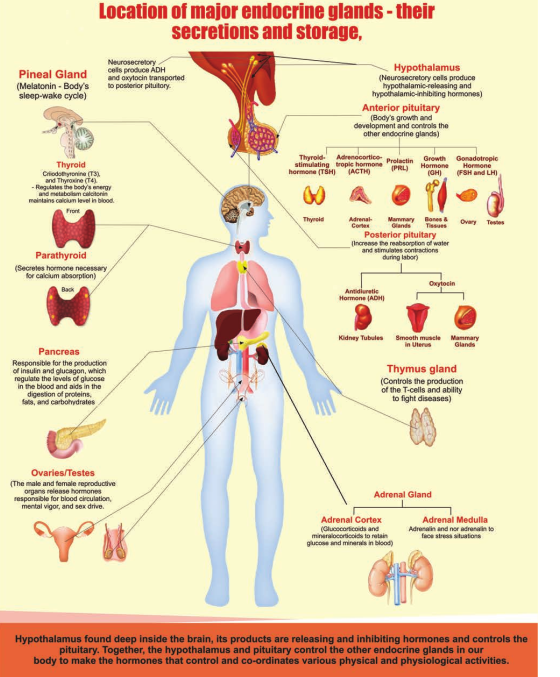 Location of major endocrine glands - their
secretions and storage,
Neurosecretory
cells produce ADH
and oxytocin transported
to posterior pituitory.
Hypothalamus
(Neurosecretory cells produce
hypothalamic-releasing and
hypothalamic-inhibiting hormones)
Pineal Gland
(Melatonin - Body's
sleep-wake cycle)
Anterior pituitary
(Body's growth and
development and controls the
other endocrine glands)
Thyroid-
stimulating
hormone (TSH)
Adrenocortico-
tropic hormone
(ACTH)
Prolactin
(PRL)
Growth
Hormone
(GH)
Gonadotropic
Hormone
(FSH and LH)
Thyroid
Adrenal-
Cortex
Mammary
Glands
Bones &
Tissues
Ovary
Testes
Thyroid
Criiodothyronine (T3),
and Thyroxine (T4).
- Regulates the body's energy
and metabolism calcitonin
maintains calcium level in blood.
Front
Posterior pituitary
(Increase the reabsorption of water
and stimulates contractions
during labor)
Antidiuretic
Hormone (ADH)
Oxytocin
Kidney Tubules
Smooth muscle
in Uterus
Mammary
Glands
Parathyroid
(Secretes hormone necessary
for calcium absorption)
Back
Pancreas
Responsible for the production
of insulin and glucagon, which
regulate the levels of glucose
in the blood and aids in the
digestion of proteins,
fats, and carbohydrates
Thymus gland
(Controls the production
of the T-cells and ability
to fight diseases)
Ovaries/Testes
(The male and female reproductive
organs release hormones
responsible for blood circulation,
mental vigor, and sex drive.
Adrenal Gland
Adrenal Cortex
(Glucocorticoids and
mineralocorticoids to retain
glucose and minerals in blood)
Adrenal Medulla
Adrenalin and nor adrenalin to
face stress situations
Hypothalamus found deep inside the brain, its products are releasing and inhibiting hormones and controls the
pituitary. Together, the hypothalamus and pituitary control the other endocrine glands in our
body to make the hormones that control and co-ordinates various physical and physiological activities.